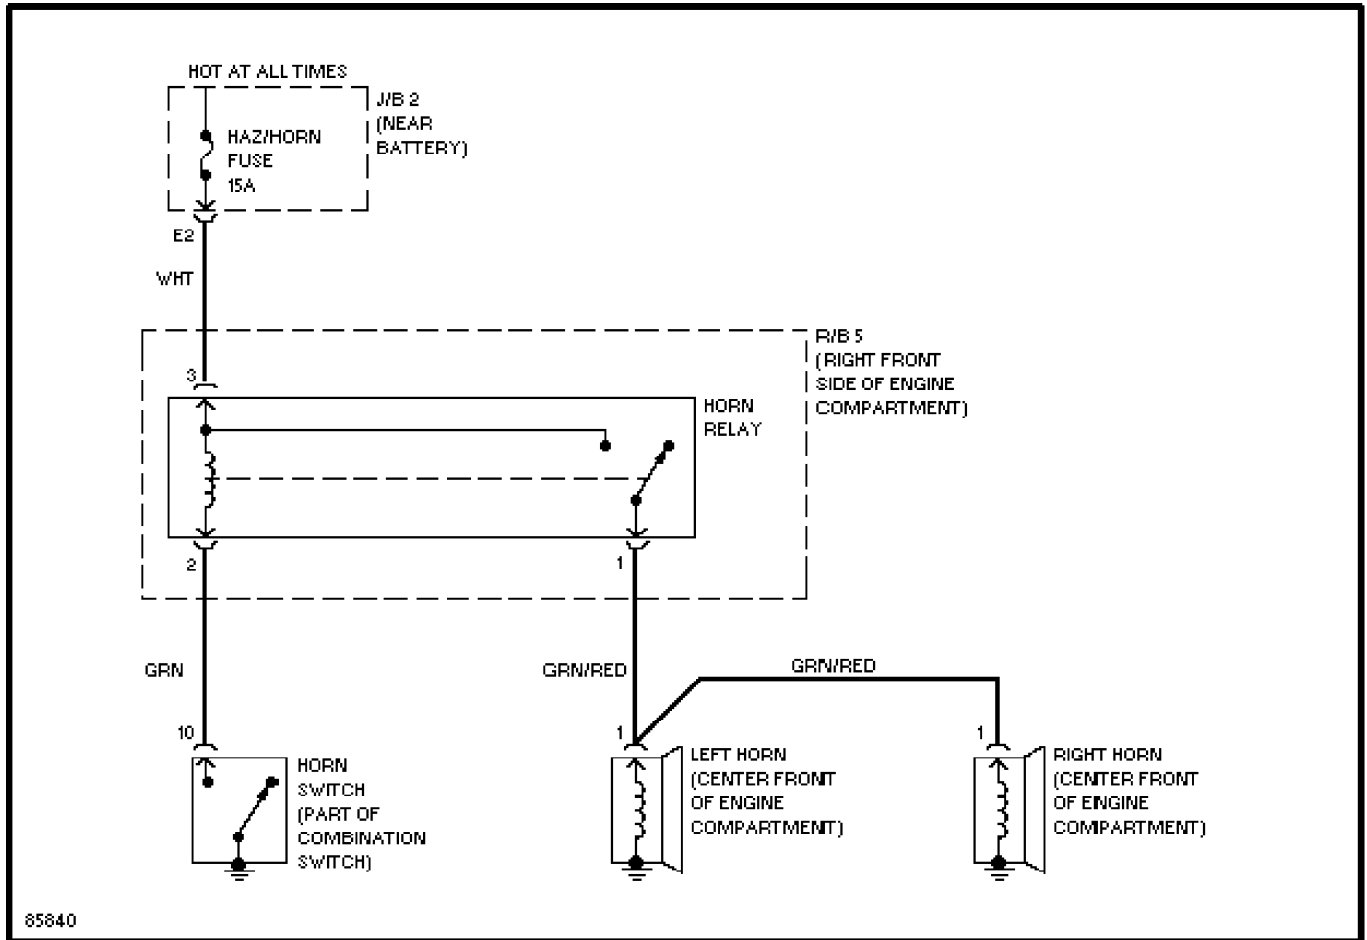 HOT AT ALL TIMES
J/B 2
(NEAR
BATTERY)
HAZ/HORN
FUSE
15A
E2
WHT
R/B 5
(RIGHT FRONT
SIDE OF ENGINE
COMPARTMENT)
3
HORN
RELAY
2
1
GRN
GRN/RED
GRN/RED
10
1
1
HORN
SWITCH
(PART OF
COMBINATION
SWITCH)
LEFT HORN
(CENTER FRONT
OF ENGINE
COMPARTMENT)
RIGHT HORN
(CENTER FRONT
OF ENGINE
COMPARTMENT)
85840